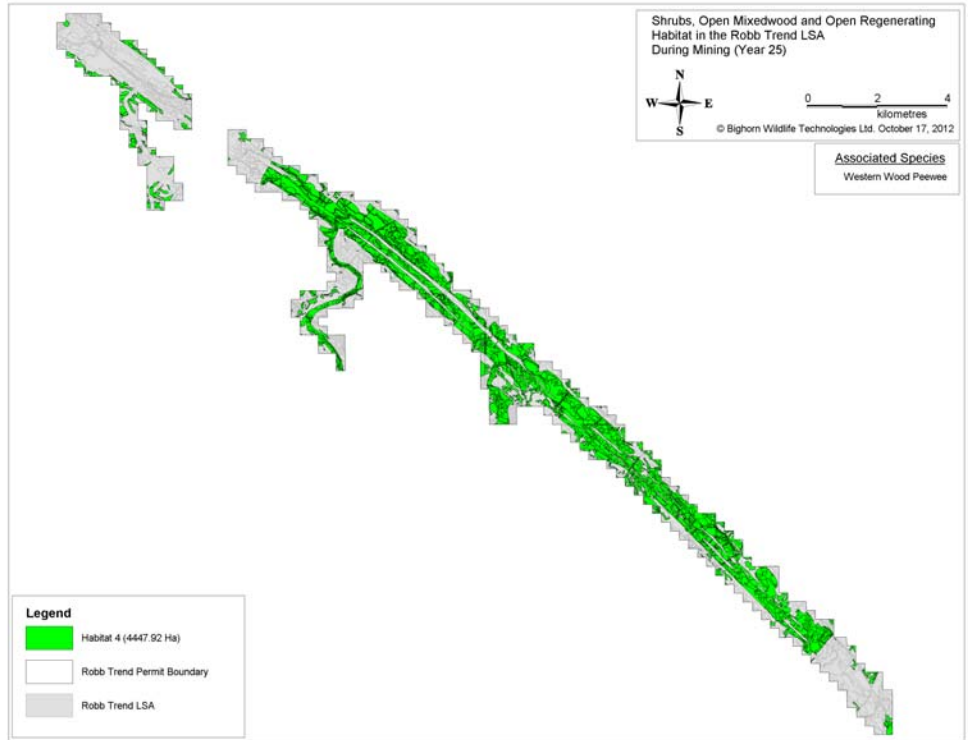 Shrubs, Open Mixedwood and Open Regenerating
Habitat in the Robb Trend LSA
During Mining (Year 25)
N
W E
S
0 2 4
kilometres
© Bighorn Wildlife Technologies Ltd. October 17, 2012
Associated Species
Western Wood Peewee
Legend
Habitat 4 (4447.92 Ha)
Robb Trend Permit Boundary
Robb Trend LSA